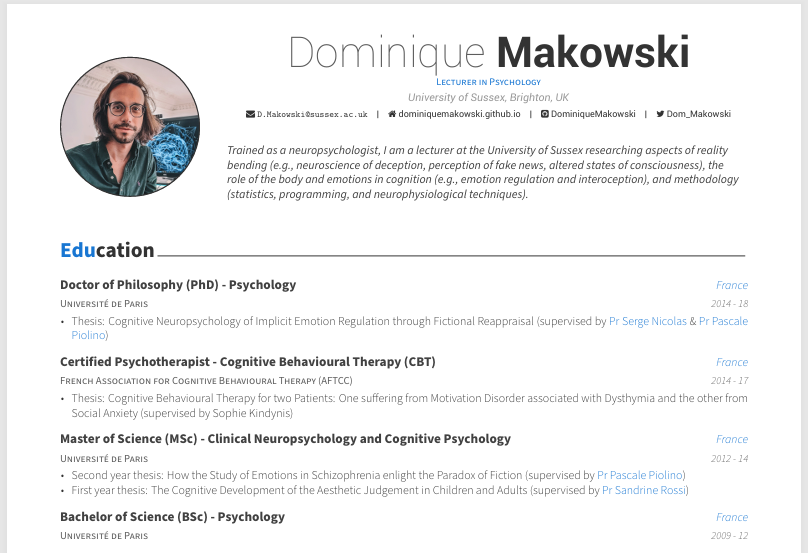 Dominique Makowski
Lecturer in Psychology
University of Sussex, Brighton, UK
D.Makowski@sussex.ac.uk | dominiquemakowski.github.io | DominiqueMakowski | Dom_Makowski
Trained as a neuropsychologist, I am a lecturer at the University of Sussex researching aspects of reality
bending (e.g., neuroscience of deception, perception of fake news, altered states of consciousness), the
role of the body and emotions in cognition (e.g., emotion regulation and interoception), and methodology
(statistics, programming, and neurophysiological techniques).
Education
Doctor of Philosophy (PhD) - Psychology France
Université de Paris 2014 - 18
• Thesis: Cognitive Neuropsychology of Implicit Emotion Regulation through Fictional Reappraisal (supervised by Pr Serge Nicolas & Pr Pascale
Piolino)
Certified Psychotherapist - Cognitive Behavioural Therapy (CBT) France
French Association for Cognitive Behavioural Therapy (AFTCC) 2014 - 17
• Thesis: Cognitive Behavioural Therapy for two Patients: One suffering from Motivation Disorder associated with Dysthymia and the other from
Social Anxiety (supervised by Sophie Kindynis)
Master of Science (MSc) - Clinical Neuropsychology and Cognitive Psychology France
Université de Paris 2012 - 14
• Second year thesis: How the Study of Emotions in Schizophrenia enlight the Paradox of Fiction (supervised by Pr Pascale Piolino)
• First year thesis: The Cognitive Development of the Aesthetic Judgement in Children and Adults (supervised by Pr Sandrine Rossi)
Bachelor of Science (BSc) - Psychology France
Université de Paris 2009 - 12